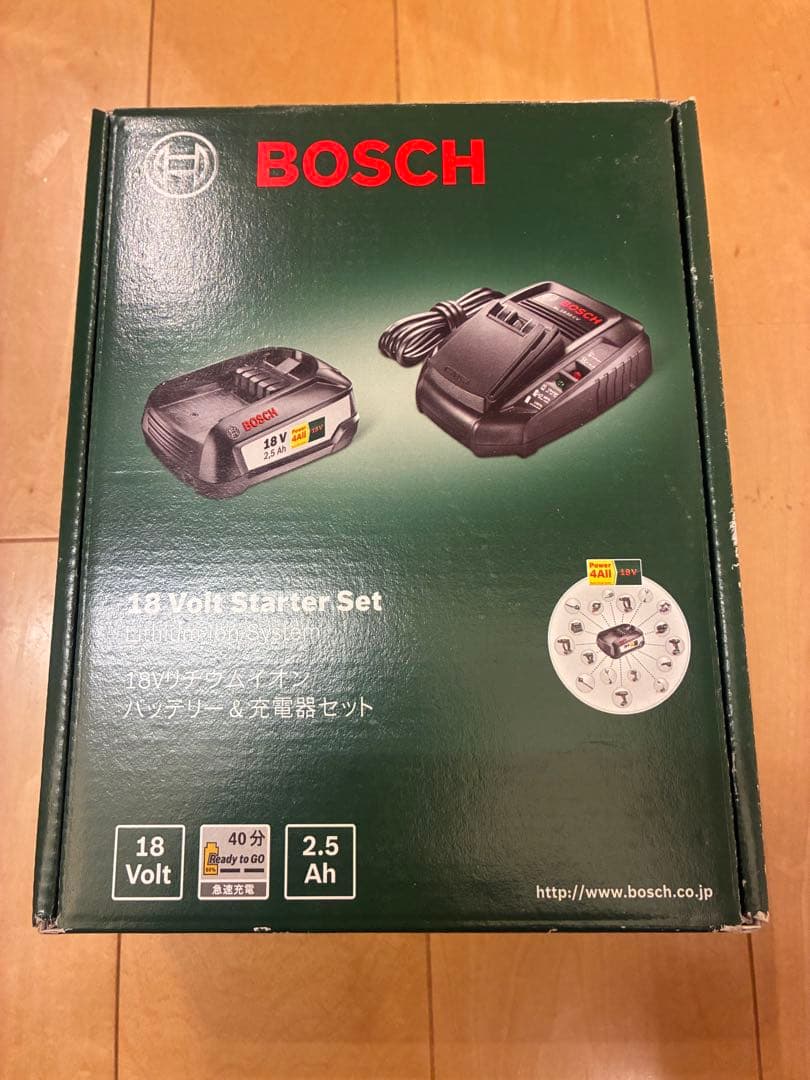 BOSCH
BOSCH
BOSCH
18 V
2,5 Ah
Power
4All
18V
Power
4All
18V
18 Volt Starter Set
Lithium-Ion System
18Vリチウムイオン
バッテリー&充電器セット
18
Volt
40分
80%
Ready to GO
急速充電
2.5
Ah
http://www.bosch.co.jp